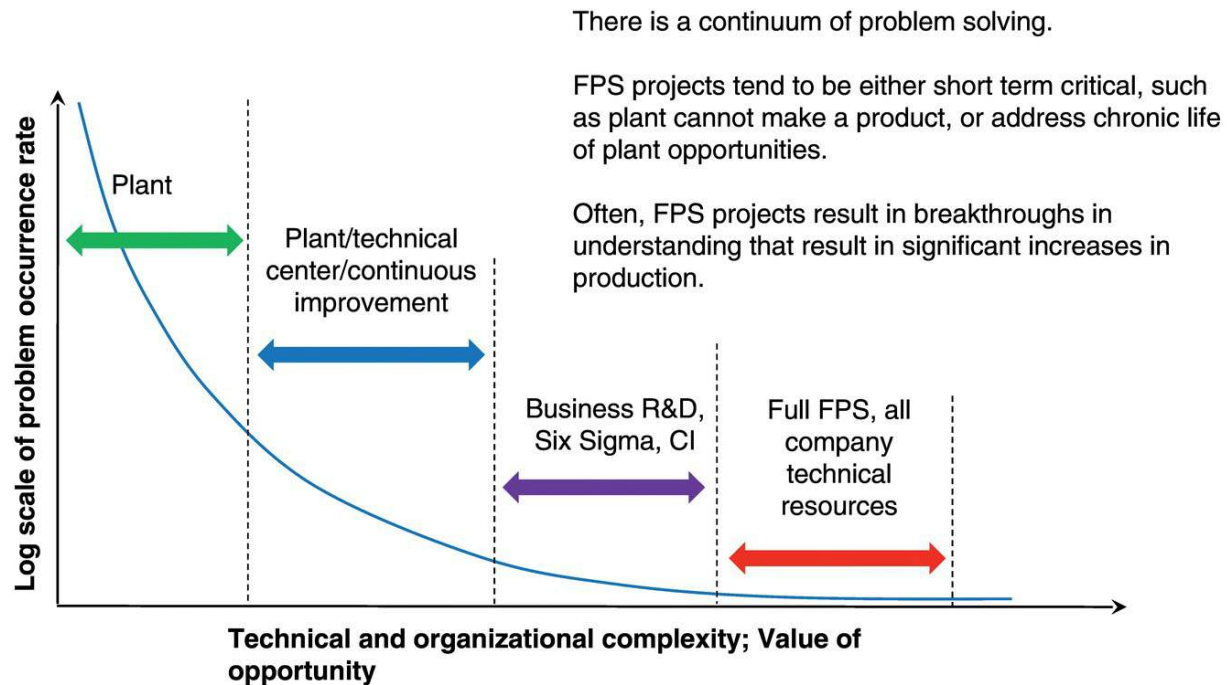 There is a continuum of problem solving.
FPS projects tend to be either short term critical, such
as plant cannot make a product, or address chronic life
of plant opportunities.
Often, FPS projects result in breakthroughs in
understanding that result in significant increases in
production.
Log scale of problem occurrence rate
Plant
Plant/technical
center/continuous
improvement
Business R&D,
Six Sigma, CI
Full FPS, all
company
technical
resources
Technical and organizational complexity; Value of
opportunity